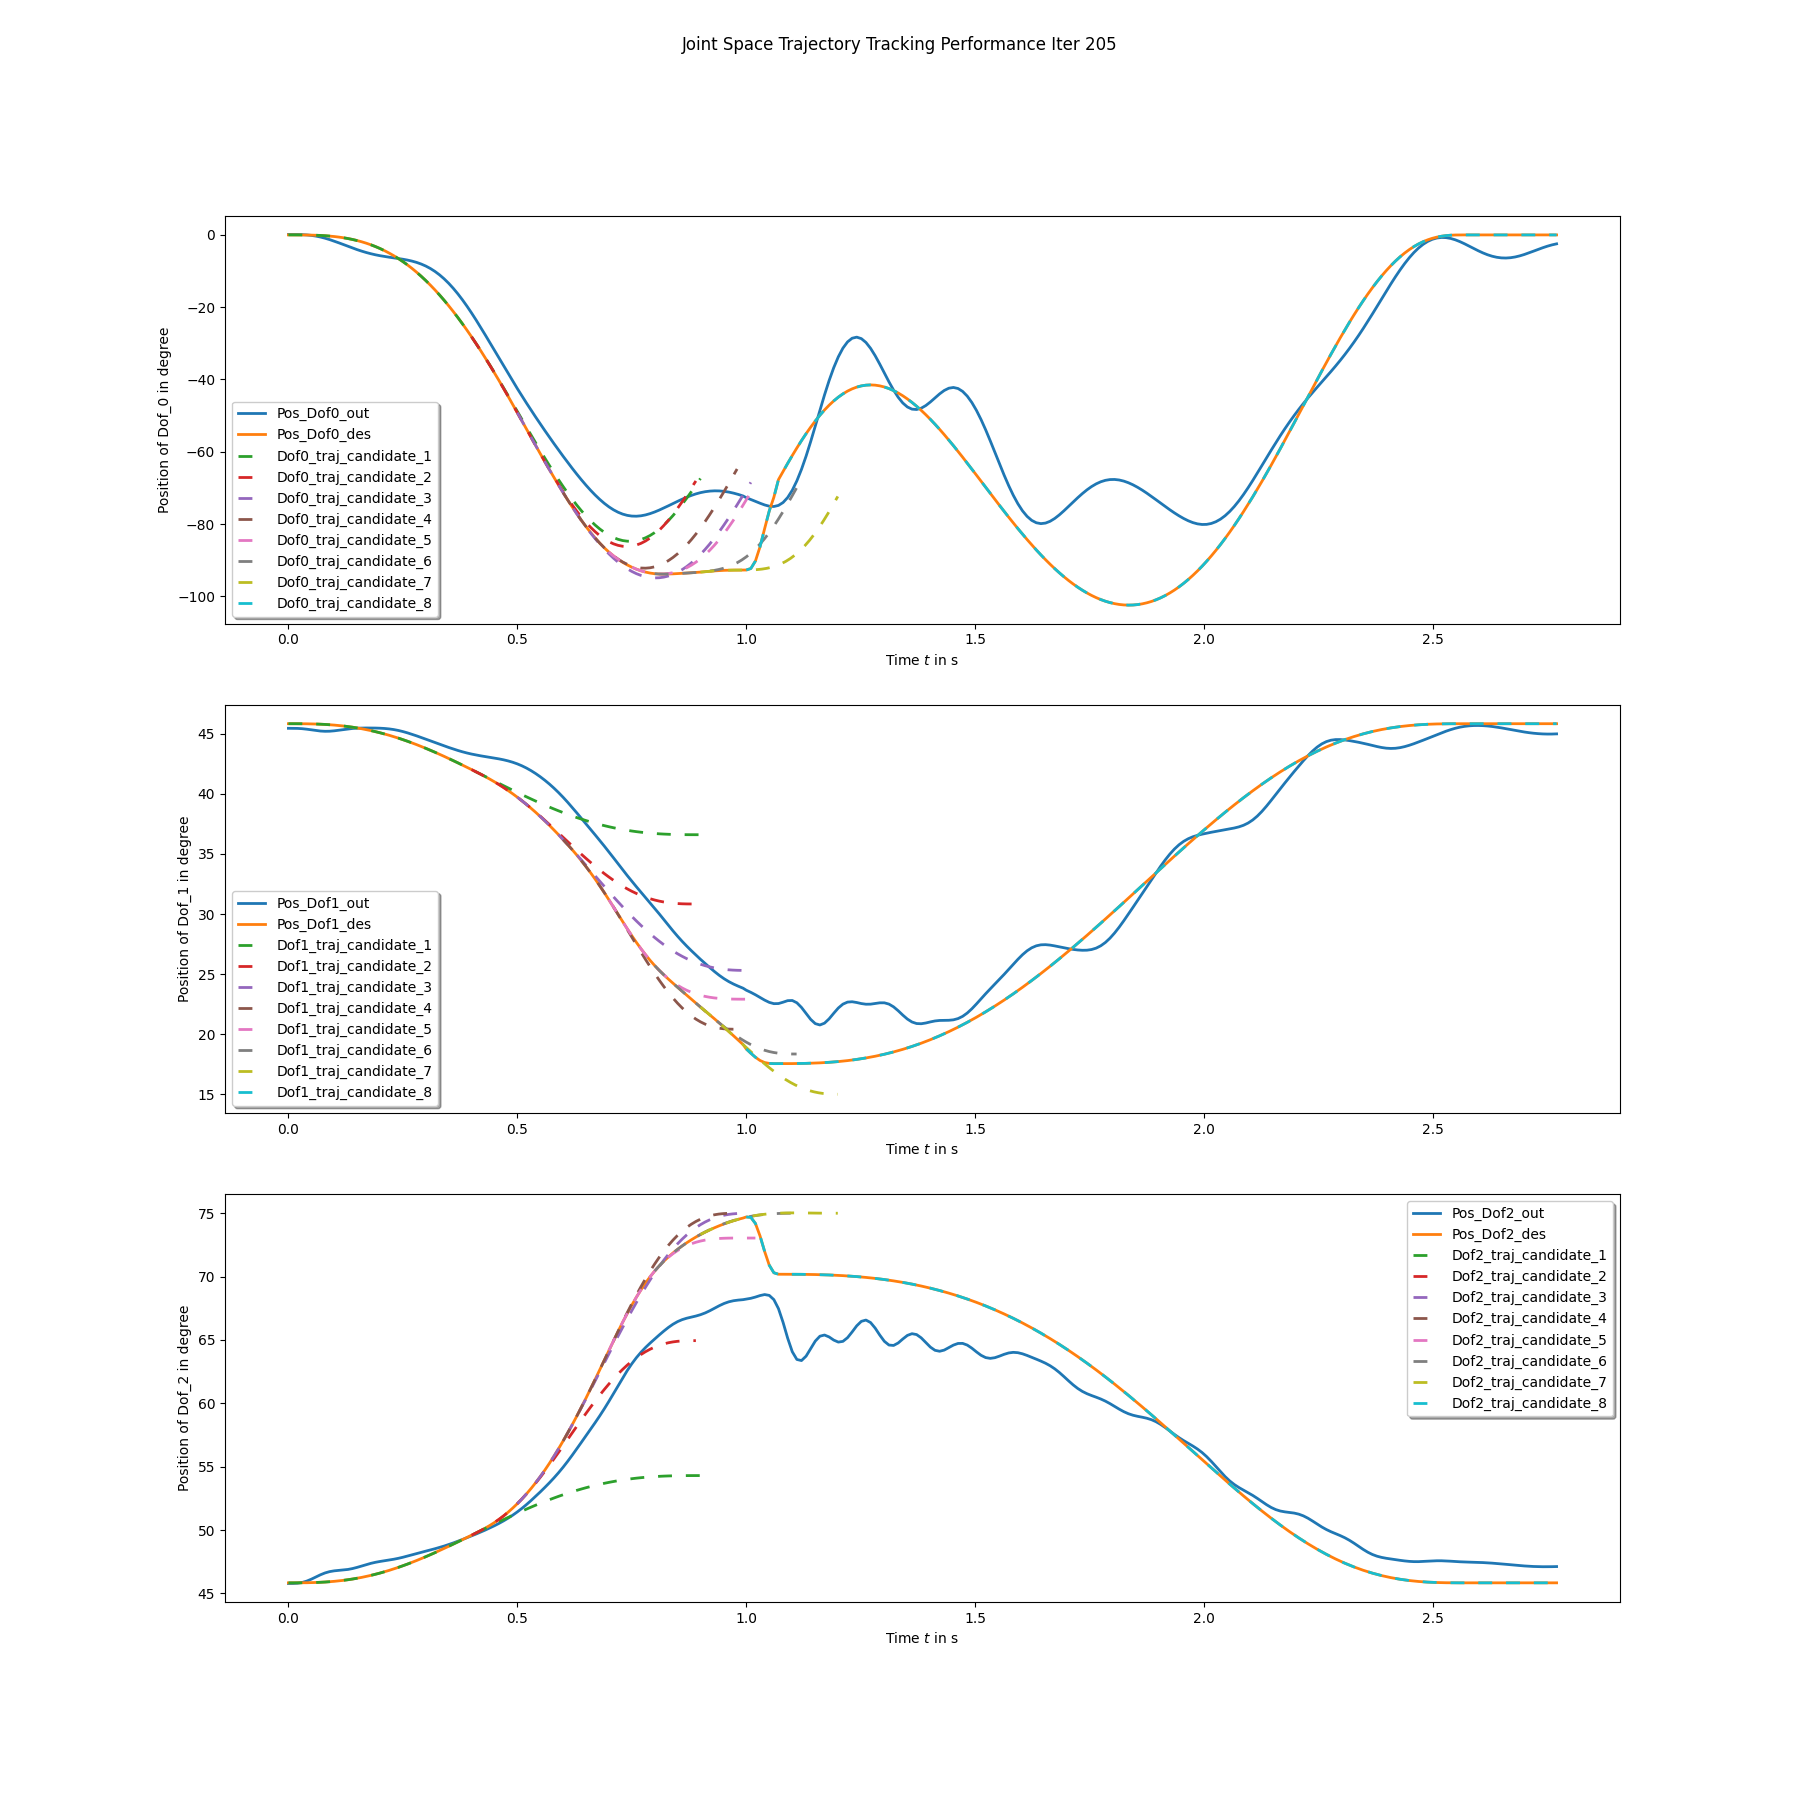 Joint Space Trajectory Tracking Performance Iter 205
Position of Dof_0 in degree
0
−20
−40
−60
−80
−100
Pos_Dof0_out
Pos_Dof0_des
Dof0_traj_candidate_1
Dof0_traj_candidate_2
Dof0_traj_candidate_3
Dof0_traj_candidate_4
Dof0_traj_candidate_5
Dof0_traj_candidate_6
Dof0_traj_candidate_7
Dof0_traj_candidate_8
0.0 0.5 1.0 1.5 2.0 2.5
Time t in s
Position of Dof_1 in degree
45
40
35
30
25
20
15
Pos_Dof1_out
Pos_Dof1_des
Dof1_traj_candidate_1
Dof1_traj_candidate_2
Dof1_traj_candidate_3
Dof1_traj_candidate_4
Dof1_traj_candidate_5
Dof1_traj_candidate_6
Dof1_traj_candidate_7
Dof1_traj_candidate_8
0.0 0.5 1.0 1.5 2.0 2.5
Time t in s
Position of Dof_2 in degree
75
70
65
60
55
50
45
Pos_Dof2_out
Pos_Dof2_des
Dof2_traj_candidate_1
Dof2_traj_candidate_2
Dof2_traj_candidate_3
Dof2_traj_candidate_4
Dof2_traj_candidate_5
Dof2_traj_candidate_6
Dof2_traj_candidate_7
Dof2_traj_candidate_8
0.0 0.5 1.0 1.5 2.0 2.5
Time t in s